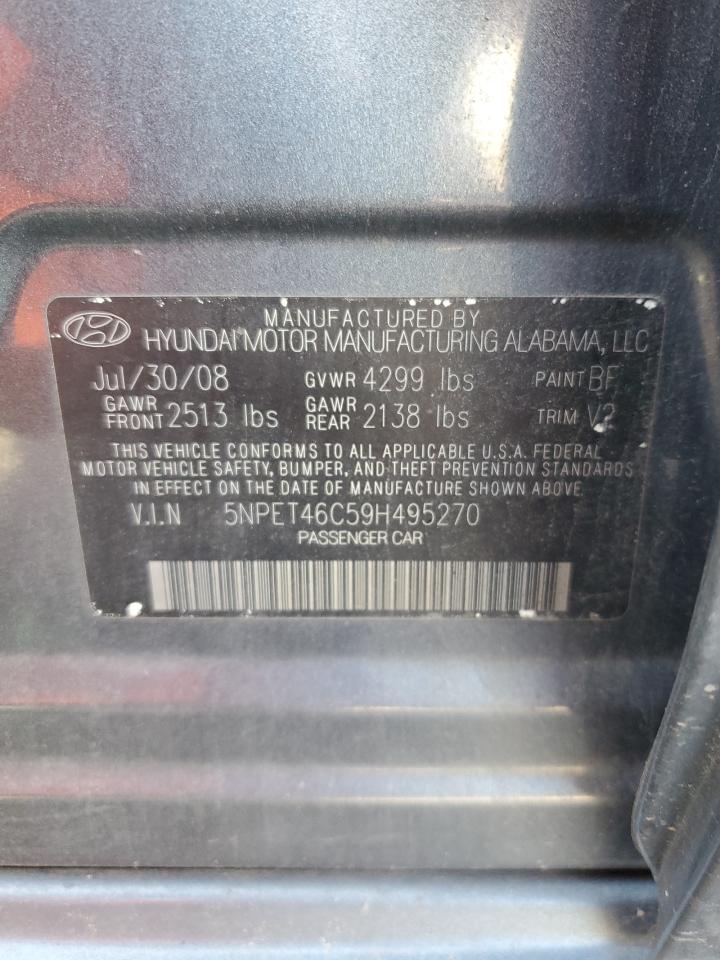 MANUFACTURED BY
HYUNDAI MOTOR MANUFACTURING ALABAMA, LLC
Jul/30/08 GVWR 4299 lbs PAINT BF
GAWR FRONT 2513 lbs GAWR REAR 2138 lbs TRIM V2
THIS VEHICLE CONFORMS TO ALL APPLICABLE U.S.A. FEDERAL
MOTOR VEHICLE SAFETY, BUMPER, AND THEFT PREVENTION STANDARDS
IN EFFECT ON THE DATE OF MANUFACTURE SHOWN ABOVE.
V.I.N 5NPET46C59H495270
PASSENGER CAR